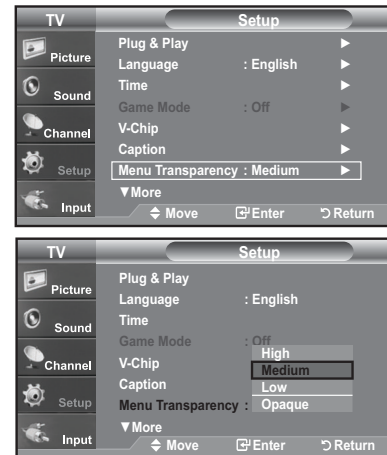 TV Setup
Picture
Sound
Channel
Setup
Input
Plug & Play ►
Language : English ►
Time ►
Game Mode : Off ►
V-Chip ►
Caption ►
Menu Transparency : Medium ►
▼More
Move Enter Return
TV Setup
Picture
Sound
Channel
Setup
Input
Plug & Play
Language : English
Time
Game Mode : Off
V-Chip
Caption
Menu Transparency :
High
Medium
Low
Opaque
▼More
Move Enter Return